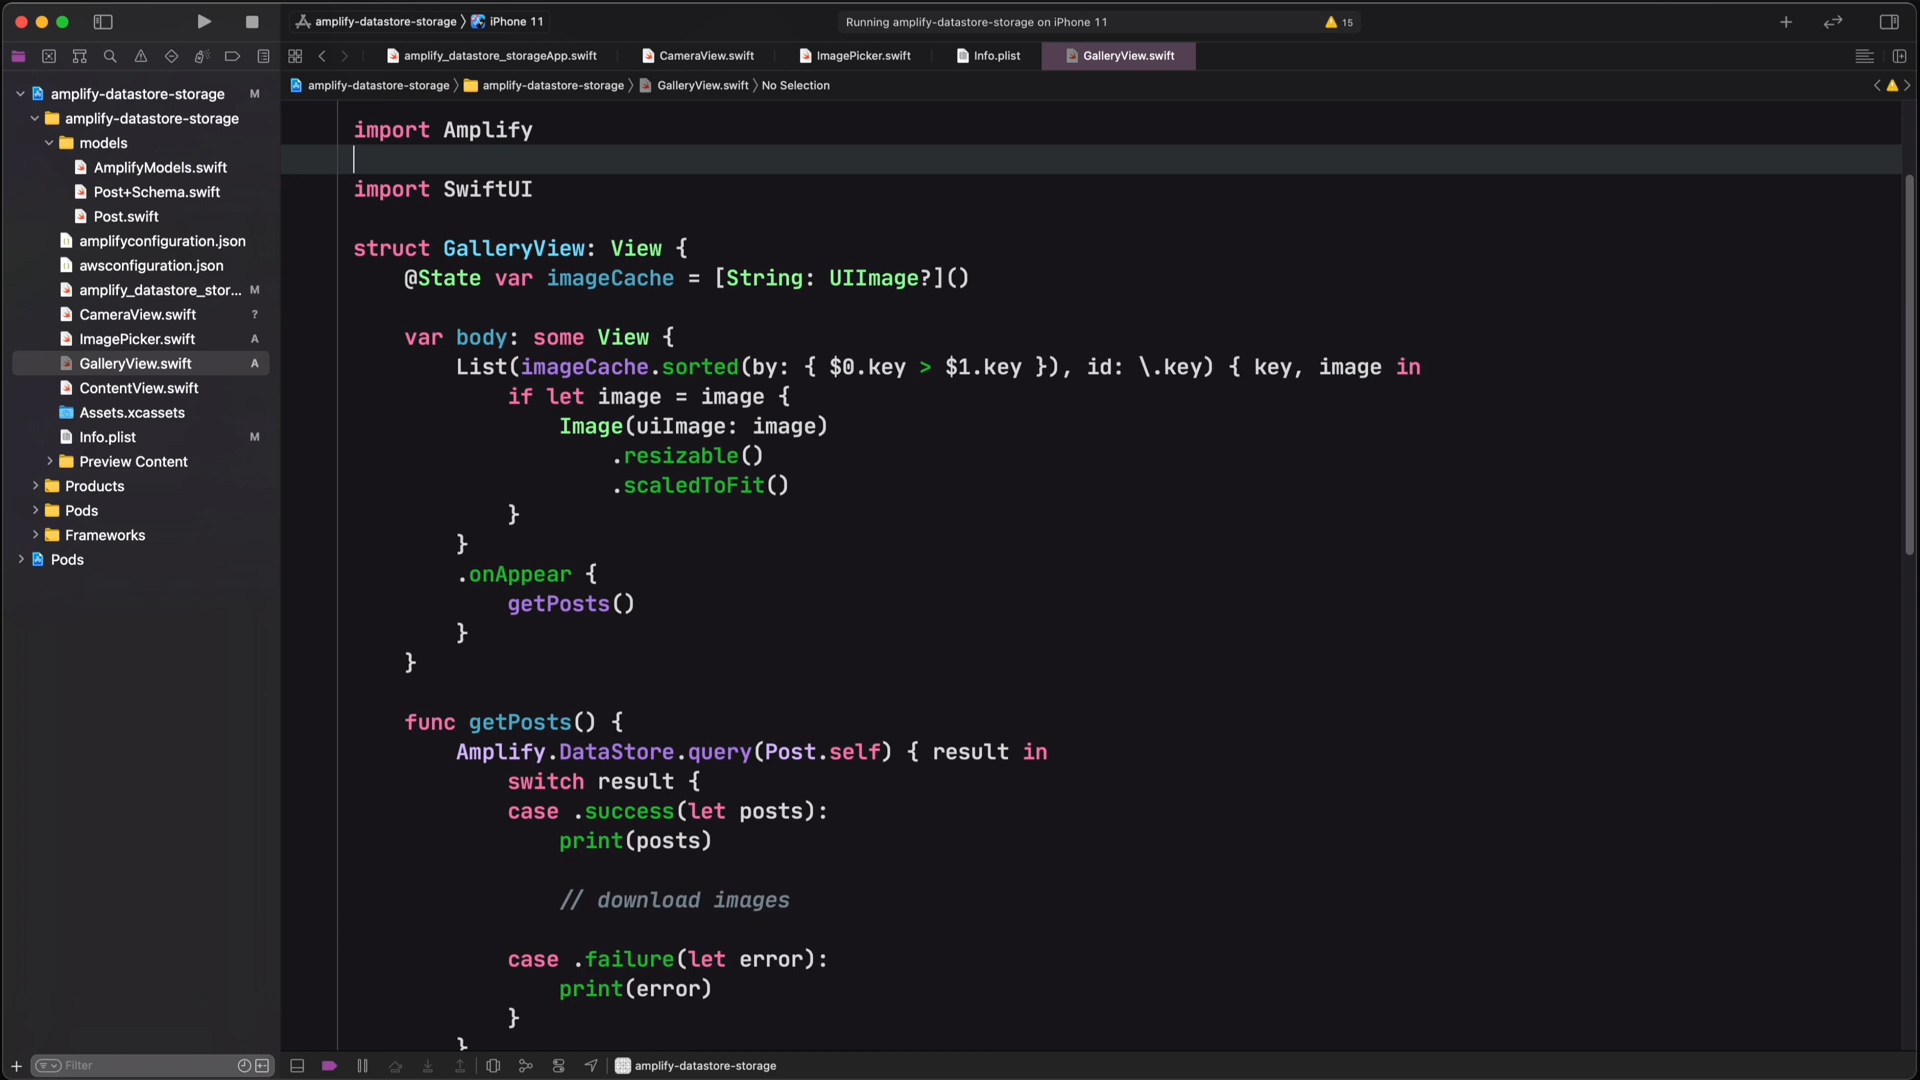 amplify-datastore-storage 〉 iPhone 11
Running amplify-datastore-storage on iPhone 11
15
amplify_datastore_storageApp.swift
CameraView.swift
ImagePicker.swift
Info.plist
GalleryView.swift
amplify-datastore-storage 〉 amplify-datastore-storage 〉 GalleryView.swift 〉 No Selection
amplify-datastore-storage M
amplify-datastore-storage
models
AmplifyModels.swift
Post+Schema.swift
Post.swift
amplifyconfiguration.json
awsconfiguration.json
amplify_datastore_stor... M
CameraView.swift ?
ImagePicker.swift A
GalleryView.swift A
ContentView.swift
Assets.xcassets
Info.plist M
Preview Content
Products
Pods
Frameworks
Pods
import Amplify
import SwiftUI
struct GalleryView: View {
@State var imageCache = [String: UIImage?]()
var body: some View {
List(imageCache.sorted(by: { $0.key > $1.key }), id: \.key) { key, image in
if let image = image {
Image(uiImage: image)
.resizable()
.scaledToFit()
}
}
.onAppear {
getPosts()
}
}
func getPosts() {
Amplify.DataStore.query(Post.self) { result in
switch result {
case .success(let posts):
print(posts)
// download images
case .failure(let error):
print(error)
}
}
Filter
amplify-datastore-storage